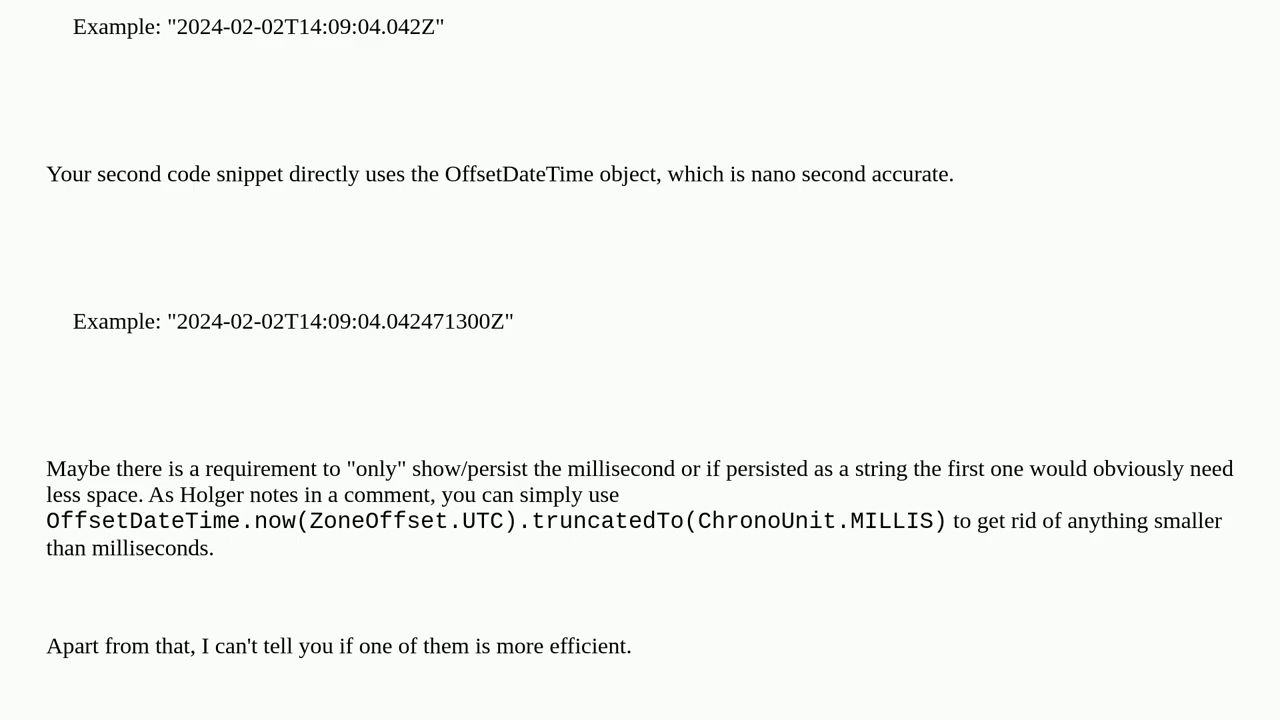 Example: "2024-02-02T14:09:04.042Z"
Your second code snippet directly uses the OffsetDateTime object, which is nano second accurate.
Example: "2024-02-02T14:09:04.042471300Z"
Maybe there is a requirement to "only" show/persist the millisecond or if persisted as a string the first one would obviously need
less space. As Holger notes in a comment, you can simply use
OffsetDateTime.now(ZoneOffset.UTC).truncatedTo(ChronoUnit.MILLIS) to get rid of anything smaller
than milliseconds.
Apart from that, I can't tell you if one of them is more efficient.